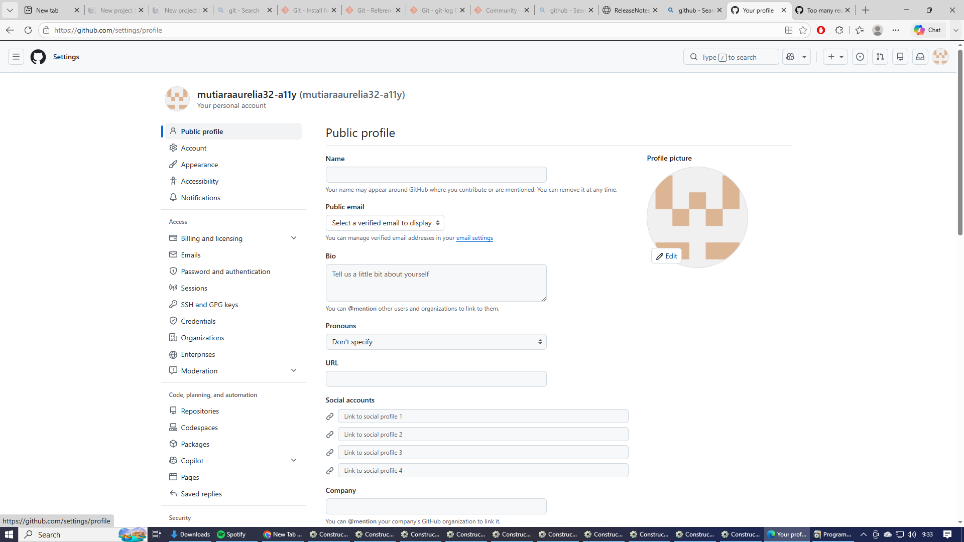 New tab
New project
New project
git - Search
Git - Install f
Git - Referen
Git - git-log
Community
github - Sea
ReleaseNotes
github - Sear
Your profile
Too many re
https://github.com/settings/profile
Chat
Settings
Type / to search
mutiaraaurelia32-a11y (mutiaraaurelia32-a11y)
Your personal account
Public profile
Account
Appearance
Accessibility
Notifications
Access
Billing and licensing
Emails
Password and authentication
Sessions
SSH and GPG keys
Credentials
Organizations
Enterprises
Moderation
Code, planning, and automation
Repositories
Codespaces
Packages
Copilot
Pages
Saved replies
Security
Public profile
Name
Your name may appear around GitHub where you contribute or are mentioned. You can remove it at any time.
Public email
Select a verified email to display
You can manage verified email addresses in your email settings
Bio
Tell us a little bit about yourself
You can @mention other users and organizations to link to them.
Pronouns
Don't specify
URL
Social accounts
Link to social profile 1
Link to social profile 2
Link to social profile 3
Link to social profile 4
Company
You can @mention your company's GitHub organization to link it.
Profile picture
Edit
https://github.com/settings/profile
Search
Downloads
Spotify
New Tab ...
Construc...
Construc...
Construc...
Construc...
Construc...
Construc...
Construc...
Construc...
Construc...
Construc...
Your prof...
Program...
9:33